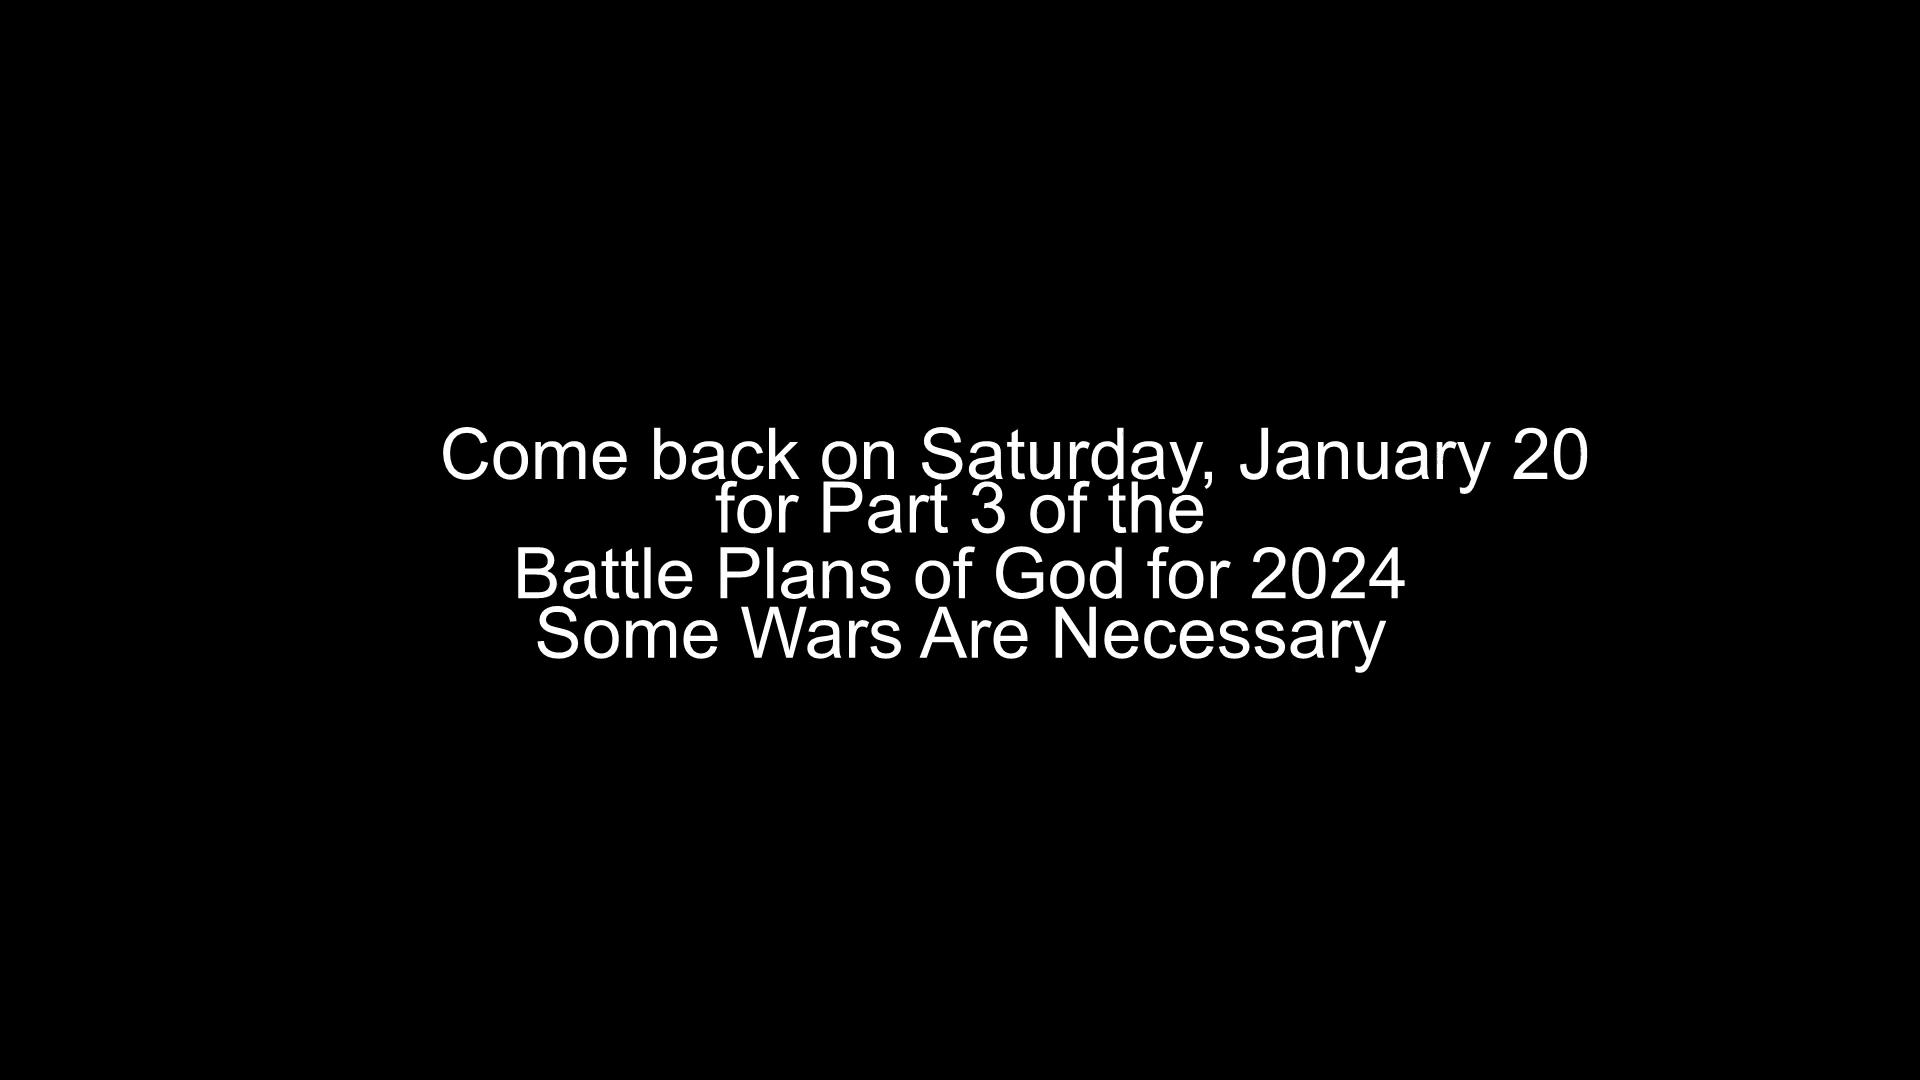 Come back on Saturday, January 20
for Part 3 of the
Battle Plans of God for 2024
Some Wars Are Necessary